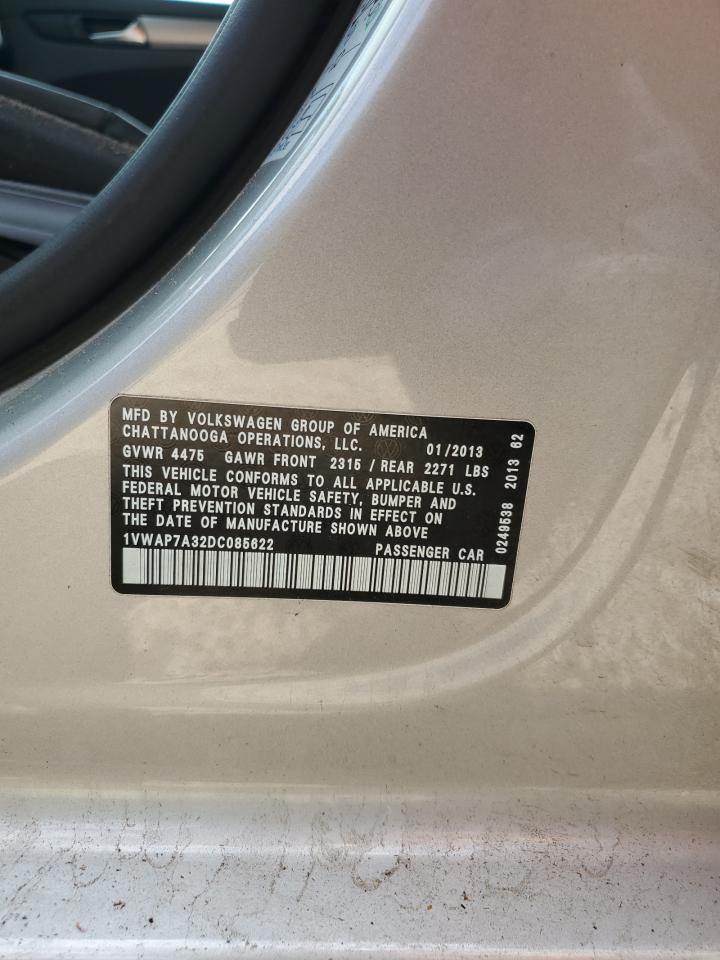 MFD BY VOLKSWAGEN GROUP OF AMERICA
CHATTANOOGA OPERATIONS, LLC. 01/2013
GVWR 4475 GAWR FRONT 2315 / REAR 2271 LBS
THIS VEHICLE CONFORMS TO ALL APPLICABLE U.S.
FEDERAL MOTOR VEHICLE SAFETY, BUMPER AND
THEFT PREVENTION STANDARDS IN EFFECT ON
THE DATE OF MANUFACTURE SHOWN ABOVE
1VWAP7A32DC085622 PASSENGER CAR
0249538 2013 62